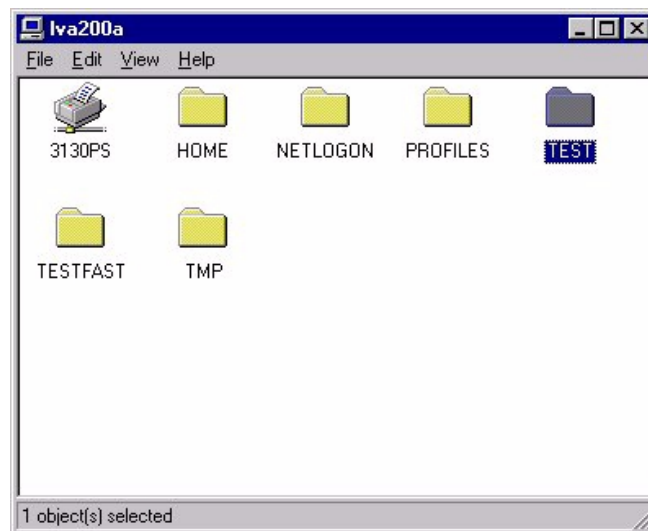 lva200a
File Edit View Help
3130PS HOME NETLOGON PROFILES TEST
TESTFAST TMP
1 object(s) selected